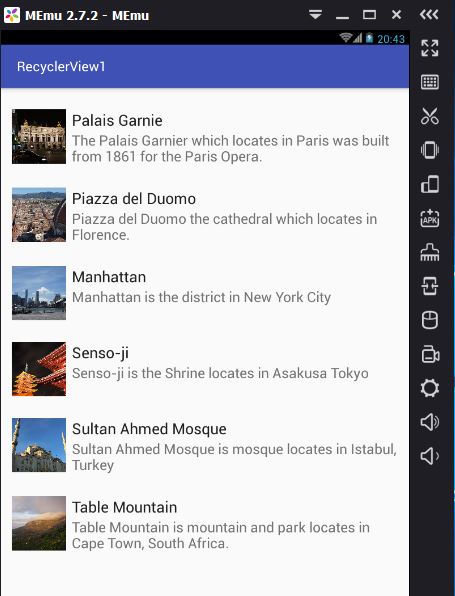 MEmu 2.7.2 - MEmu
20:43
RecyclerView1
Palais Garnie
The Palais Garnier which locates in Paris was built
from 1861 for the Paris Opera.
Piazza del Duomo
Piazza del Duomo the cathedral which locates in
Florence.
Manhattan
Manhattan is the district in New York City
Senso-ji
Senso-ji is the Shrine locates in Asakusa Tokyo
Sultan Ahmed Mosque
Sultan Ahmed Mosque is mosque locates in Istabul,
Turkey
Table Mountain
Table Mountain is mountain and park locates in
Cape Town, South Africa.
APK